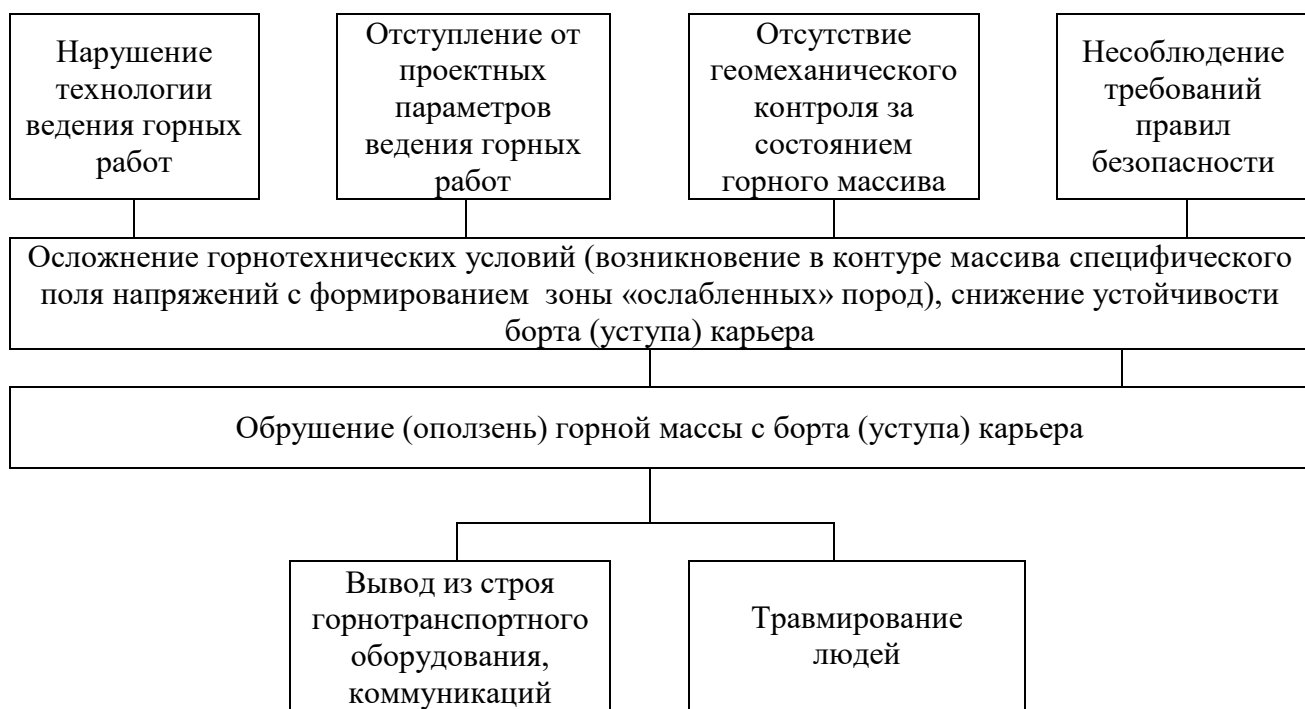 Нарушение
технологии
ведения горных
работ
Отступление от
проектных
параметров
ведения горных
работ
Отсутствие
геомеханического
контроля за
состоянием
горного массива
Несоблюдение
требований
правил
безопасности
Осложнение горнотехнических условий (возникновение в контуре массива специфического
поля напряжений с формированием зоны «ослабленных» пород), снижение устойчивости
борта (уступа) карьера
Обрушение (оползень) горной массы с борта (уступа) карьера
Вывод из строя
горнотранспортного
оборудования,
коммуникаций
Травмирование
людей